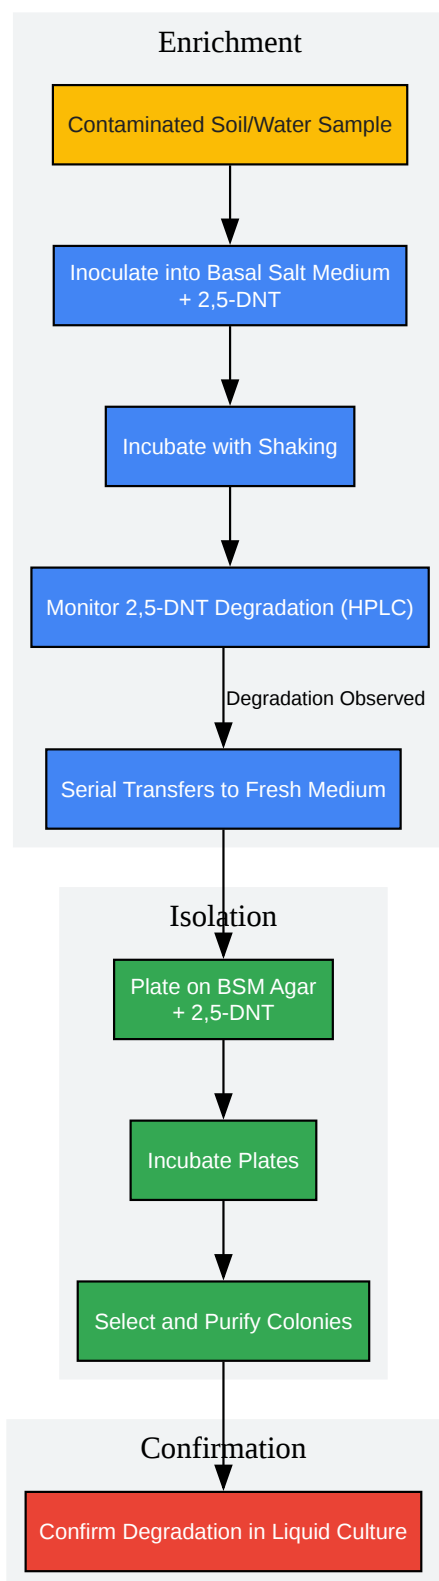 Enrichment
Contaminated Soil/Water Sample
Inoculate into Basal Salt Medium
+ 2,5-DNT
Incubate with Shaking
Monitor 2,5-DNT Degradation (HPLC)
Degradation Observed
Serial Transfers to Fresh Medium
Isolation
Plate on BSM Agar
+ 2,5-DNT
Incubate Plates
Select and Purify Colonies
Confirmation
Confirm Degradation in Liquid Culture